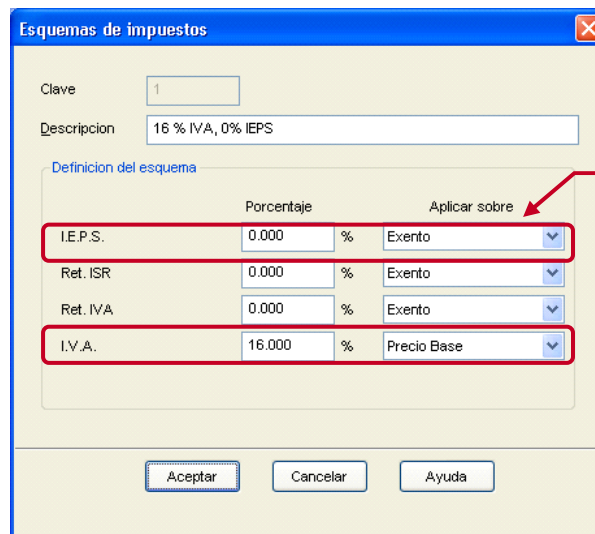 Esquemas de impuestos
Clave 1
Descripcion 16 % IVA, 0% IEPS
Definicion del esquema
Porcentaje Aplicar sobre
I.E.P.S. 0.000 % Exento
Ret. ISR 0.000 % Exento
Ret. IVA 0.000 % Exento
I.V.A. 16.000 % Precio Base
Aceptar Cancelar Ayuda